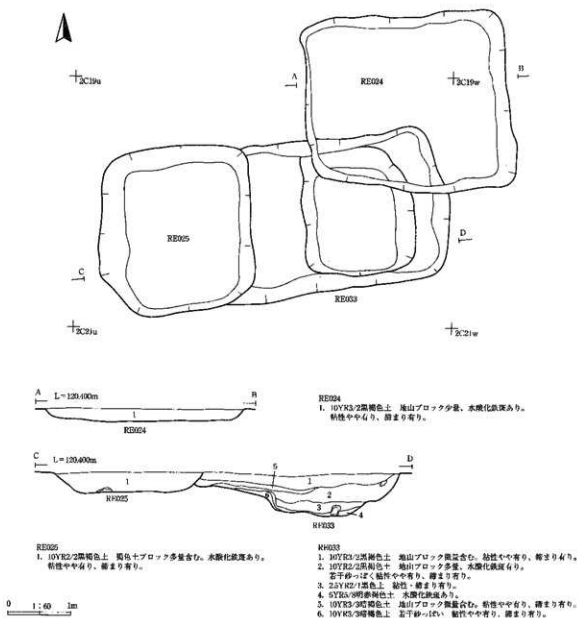 2C19u
A
RE024
B
2C19w
RE025
D
C
RE033
2C21u
2C21w
A L=120.400m B
1
RE024
RE024
1. 10YR3/2黒褐色土 地山ブロック少量、水酸化鉄斑あり。
粘性やや有り、締まり有り。
C L=120.400m D
6
1
1
2
3
4
RE025
RE033
RE025
1. 10YR2/2黒褐色土 褐色土ブロック多量含む。水酸化鉄斑あり。
粘性やや有り、締まり有り。
RE033
1. 10YR3/2黒褐色土 地山ブロック微量含む。粘性やや有り、締まり有り。
2. 10YR2/2黒褐色土 地山ブロック多量、水酸化鉄斑有り。
若干砂っぽく粘性やや有り、締まり有り。
3. 2.5YR2/1黒色土 粘性・締まり有り。
4. 5YR5/8明赤褐色土 水酸化鉄斑あり。
5. 10YR3/3暗褐色土 地山ブロック微量含む。粘性やや有り、締まり有り。
6. 10YR3/3暗褐色土 若干砂っぽい 粘性やや有り、締まり有り。
0 1:60 2m